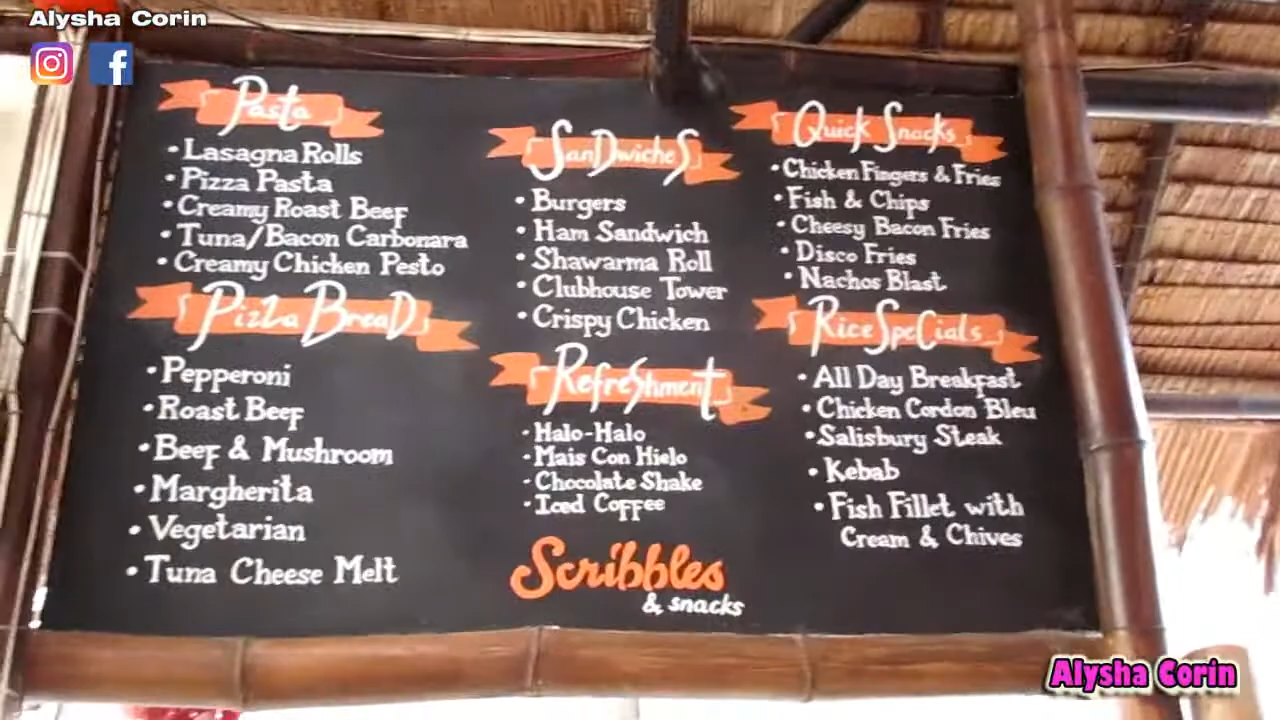 Alysha Corin
Pasta
• Lasagna Rolls
• Pizza Pasta
• Creamy Roast Beef
• Tuna/Bacon Carbonara
• Creamy Chicken Pesto
Pizza Bread
• Pepperoni
• Roast Beef
• Beef & Mushroom
• Margherita
• Vegetarian
• Tuna Cheese Melt
Sandwiches
• Burgers
• Ham Sandwich
• Shawarma Roll
• Clubhouse Tower
• Crispy Chicken
Refreshment
• Halo-Halo
• Mais Con Hielo
• Chocolate Shake
• Iced Coffee
Scribbles
& snacks
Quick Snacks
• Chicken Fingers & Fries
• Fish & Chips
• Cheesy Bacon Fries
• Disco Fries
• Nachos Blast
Rice Specials
• All Day Breakfast
• Chicken Cordon Bleu
• Salisbury Steak
• Kebab
• Fish Fillet with
Cream & Chives
Alysha Corin